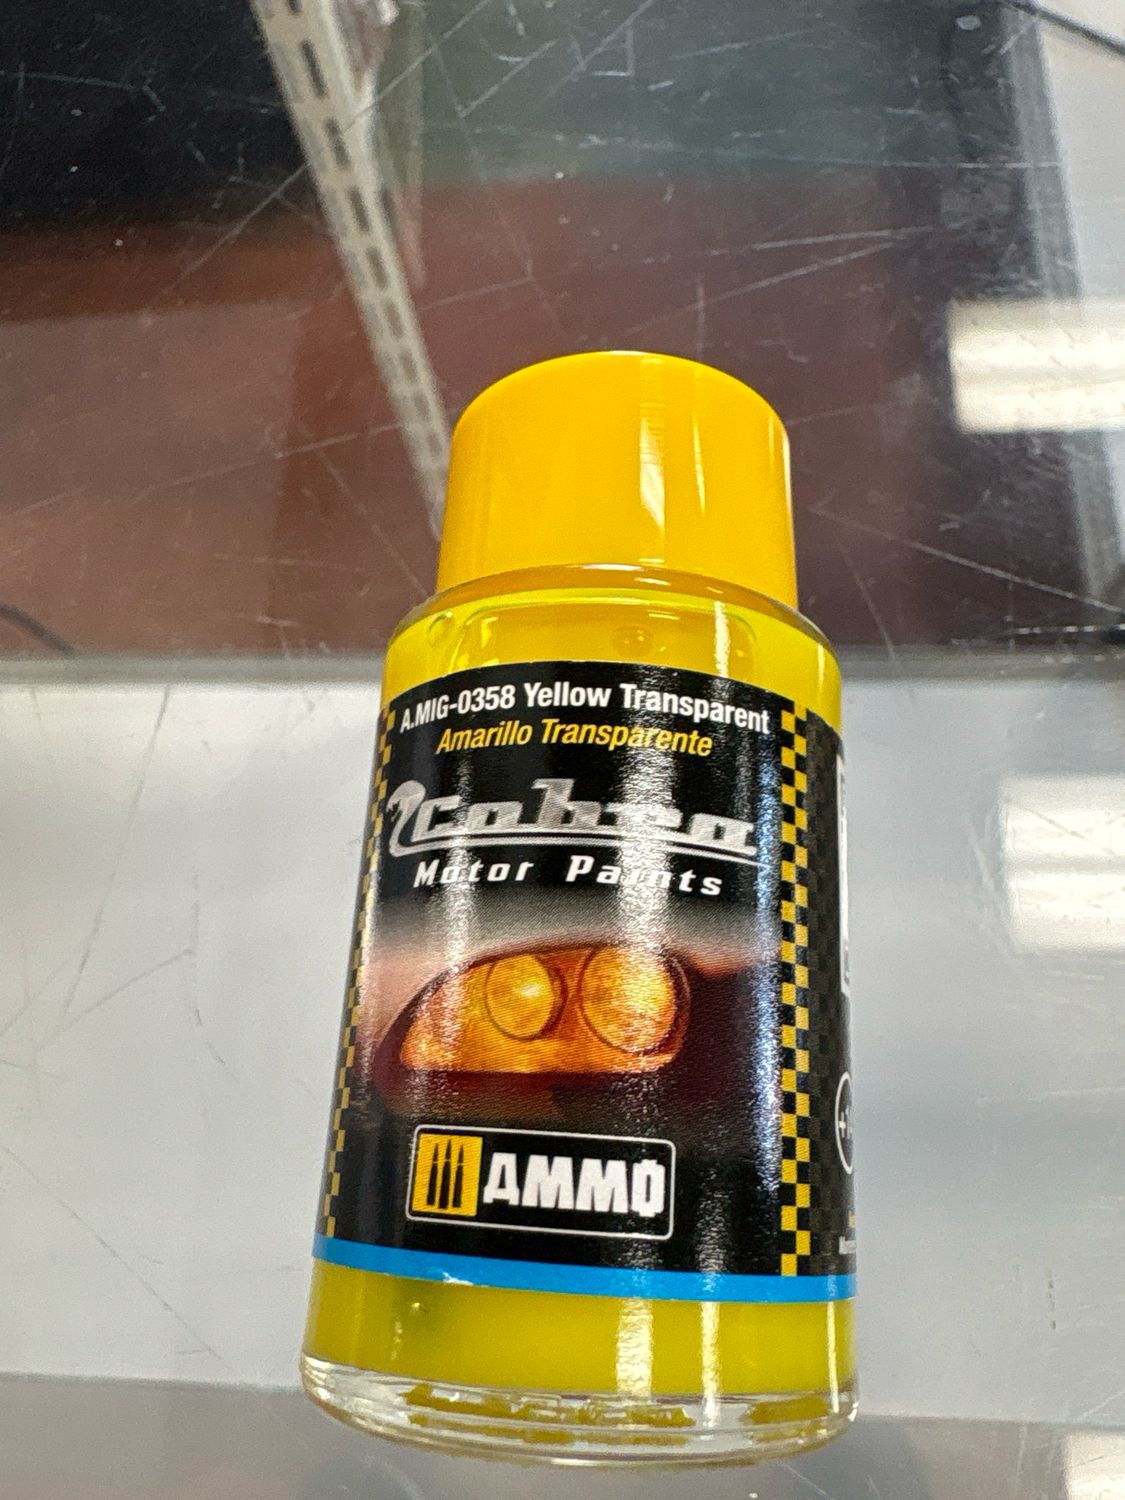 A.MIG-0358 Yellow Transparent
Amarillo Transparente
Cobra
Motor Paints
AMMO